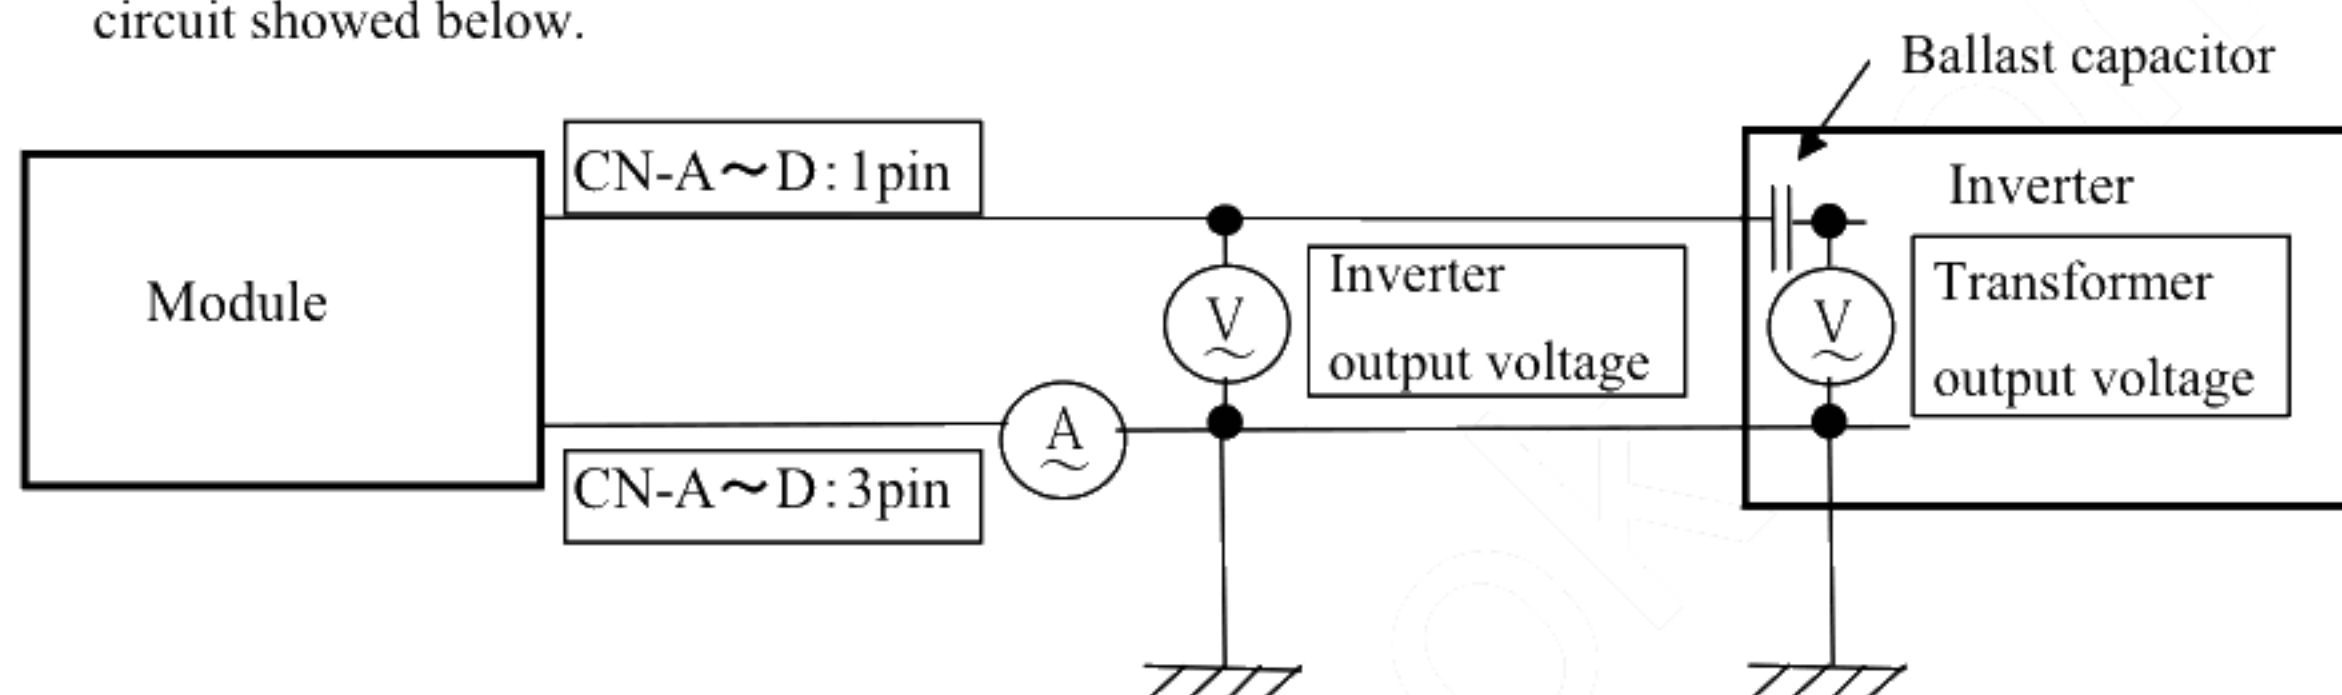 circuit showed below.
Ballast capacitor
CN-A～D:1pin
Inverter
Module
V
Inverter
output voltage
V
Transformer
output voltage
A
CN-A～D:3pin